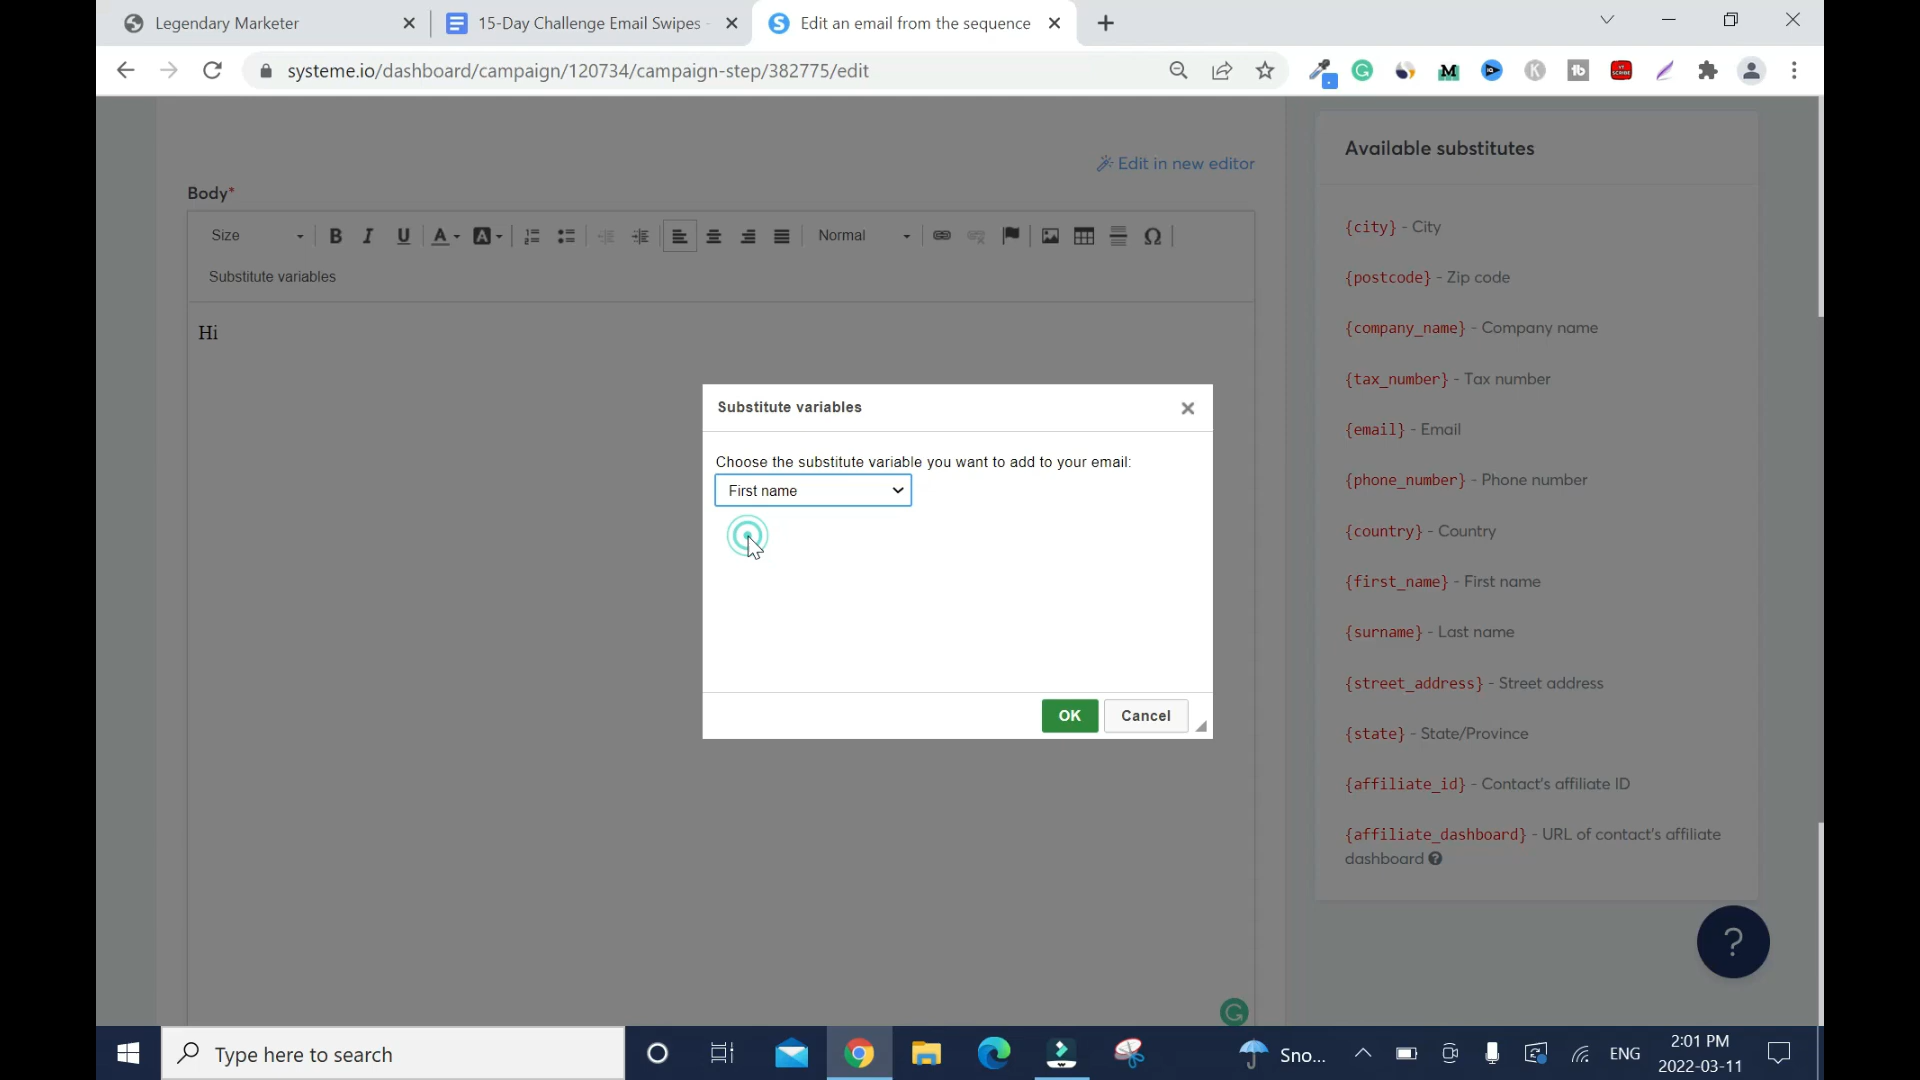 Legendary Marketer
15-Day Challenge Email Swipes -
Edit an email from the sequence
systeme.io/dashboard/campaign/120734/campaign-step/382775/edit
Edit in new editor
Body*
Size
Normal
Substitute variables
Hi
Substitute variables
Choose the substitute variable you want to add to your email:
First name
OK
Cancel
Available substitutes
{city} - City
{postcode} - Zip code
{company_name} - Company name
{tax_number} - Tax number
{email} - Email
{phone_number} - Phone number
{country} - Country
{first_name} - First name
{surname} - Last name
{street_address} - Street address
{state} - State/Province
{affiliate_id} - Contact's affiliate ID
{affiliate_dashboard} - URL of contact's affiliate
dashboard
Type here to search
Sno...
ENG
2:01 PM
2022-03-11